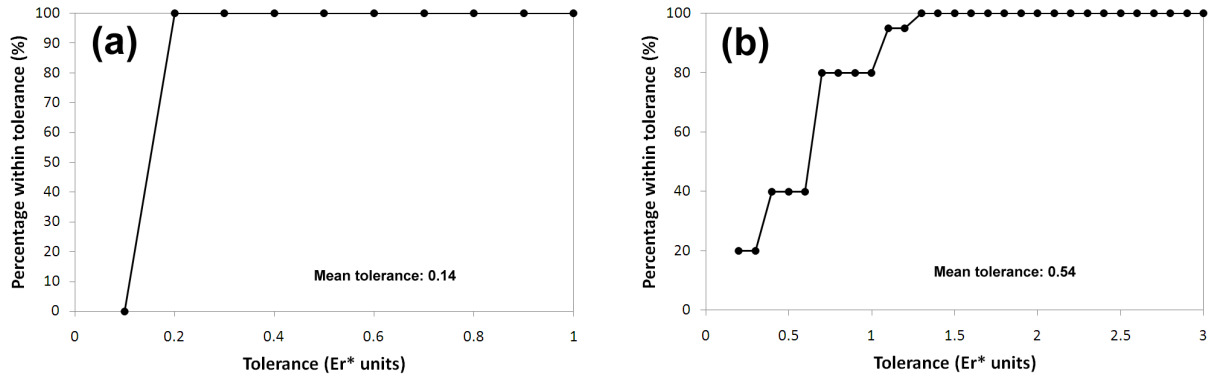 (a)
Percentage within tolerance (%)
100
90
80
70
60
50
40
30
20
10
0
Mean tolerance: 0.14
0 0.2 0.4 0.6 0.8 1
Tolerance (Er* units)
(b)
Percentage within tolerance (%)
100
80
60
40
20
0
Mean tolerance: 0.54
0 0.5 1 1.5 2 2.5 3
Tolerance (Er* units)